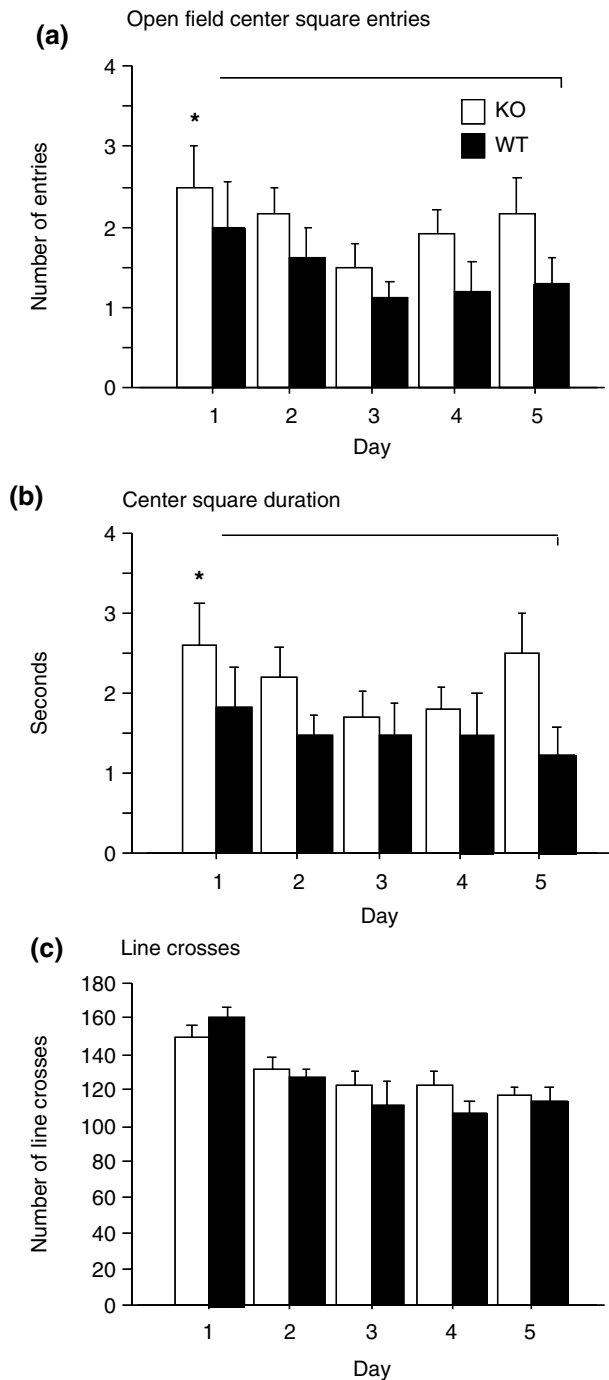 (a)
Open field center square entries
4
3
2
1
0
Number of entries
*
KO
WT
1 2 3 4 5
Day
(b)
Center square duration
4
3
2
1
0
Seconds
*
1 2 3 4 5
Day
(c)
Line crosses
180
160
140
120
100
80
60
40
20
0
Number of line crosses
1 2 3 4 5
Day